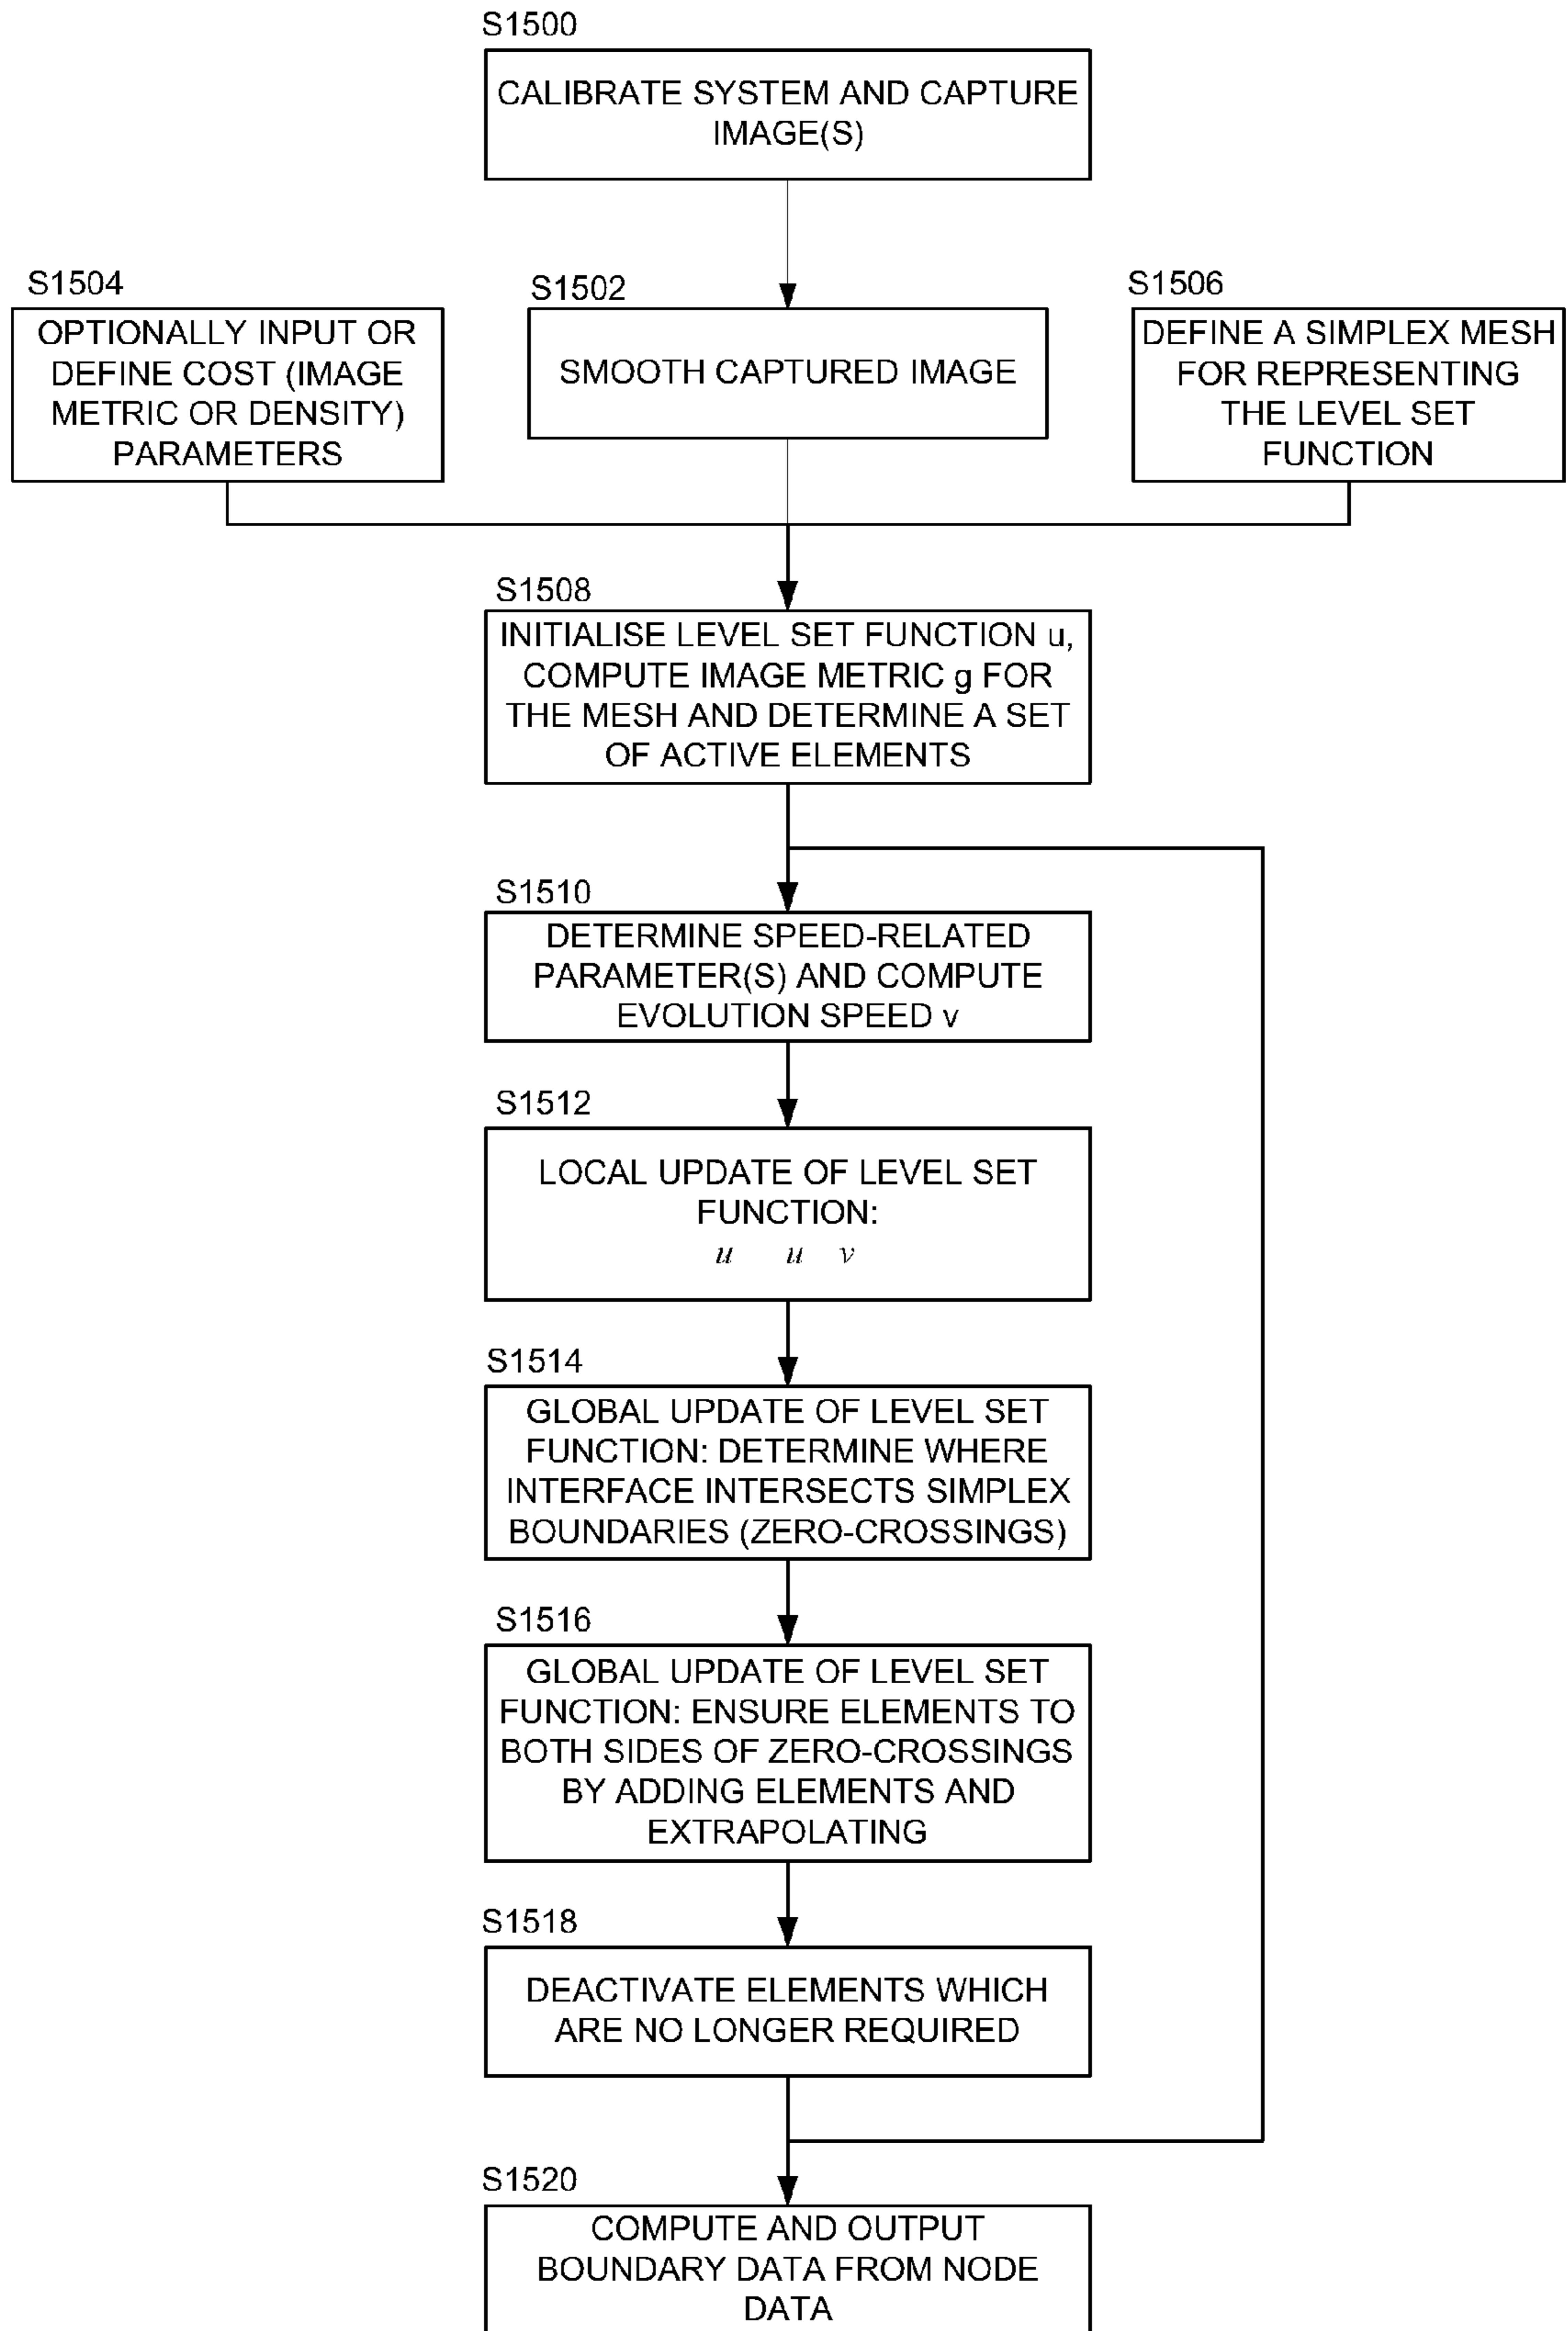 S1500
CALIBRATE SYSTEM AND CAPTURE
IMAGE(S)
S1504
OPTIONALLY INPUT OR
DEFINE COST (IMAGE
METRIC OR DENSITY)
PARAMETERS
S1502
SMOOTH CAPTURED IMAGE
S1506
DEFINE A SIMPLEX MESH
FOR REPRESENTING
THE LEVEL SET
FUNCTION
S1508
INITIALISE LEVEL SET FUNCTION u,
COMPUTE IMAGE METRIC g FOR
THE MESH AND DETERMINE A SET
OF ACTIVE ELEMENTS
S1510
DETERMINE SPEED-RELATED
PARAMETER(S) AND COMPUTE
EVOLUTION SPEED v
S1512
LOCAL UPDATE OF LEVEL SET
FUNCTION:
u u v
S1514
GLOBAL UPDATE OF LEVEL SET
FUNCTION: DETERMINE WHERE
INTERFACE INTERSECTS SIMPLEX
BOUNDARIES (ZERO-CROSSINGS)
S1516
GLOBAL UPDATE OF LEVEL SET
FUNCTION: ENSURE ELEMENTS TO
BOTH SIDES OF ZERO-CROSSINGS
BY ADDING ELEMENTS AND
EXTRAPOLATING
S1518
DEACTIVATE ELEMENTS WHICH
ARE NO LONGER REQUIRED
S1520
COMPUTE AND OUTPUT
BOUNDARY DATA FROM NODE
DATA